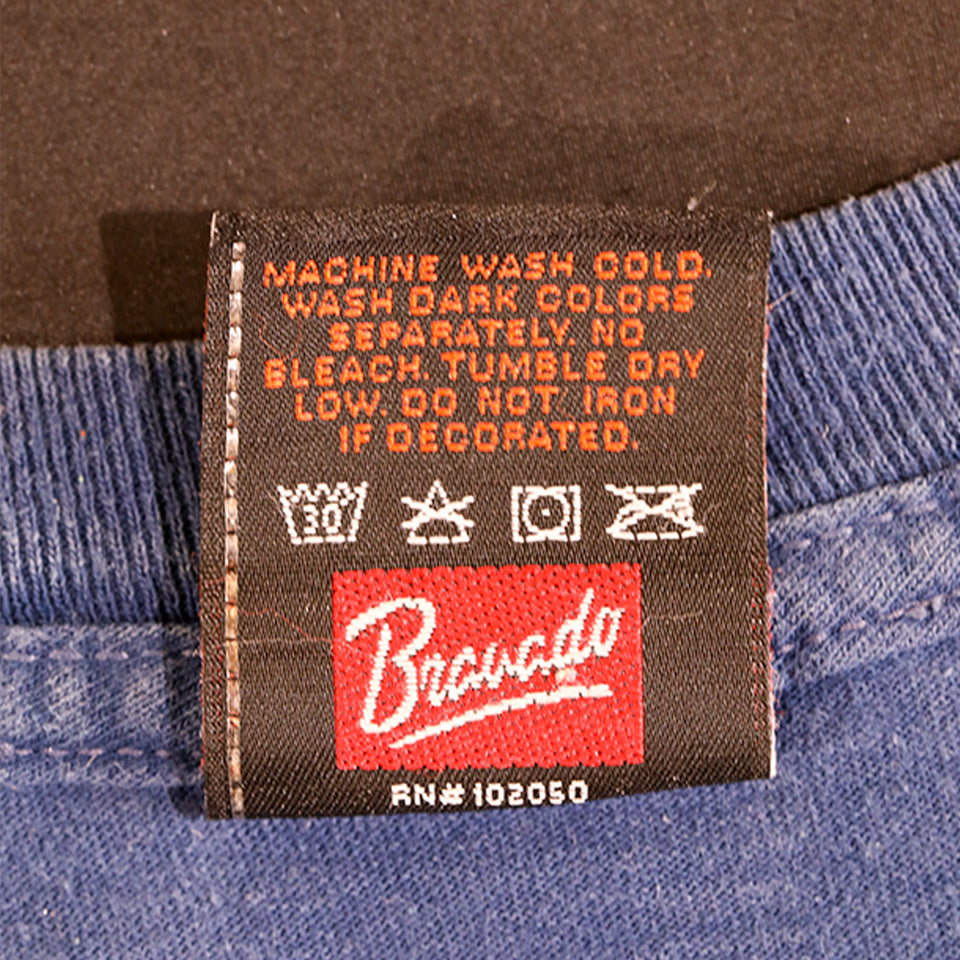 MACHINE WASH COLD.
WASH DARK COLORS
SEPARATELY. NO
BLEACH. TUMBLE DRY
LOW. DO NOT IRON
IF DECORATED.
30
Bravado
RN# 102050